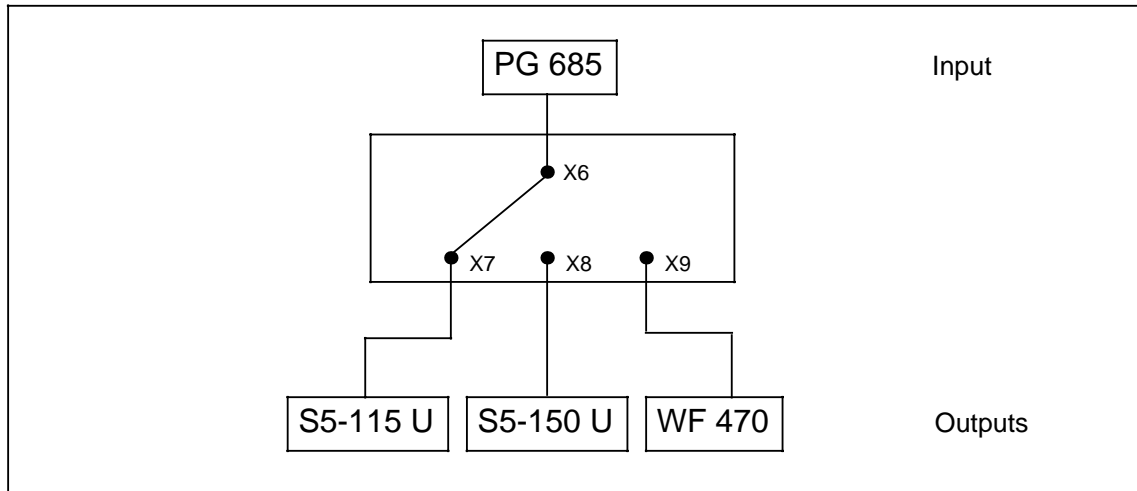 PG 685
Input
X6
X7
X8
X9
S5-115 U
S5-150 U
WF 470
Outputs